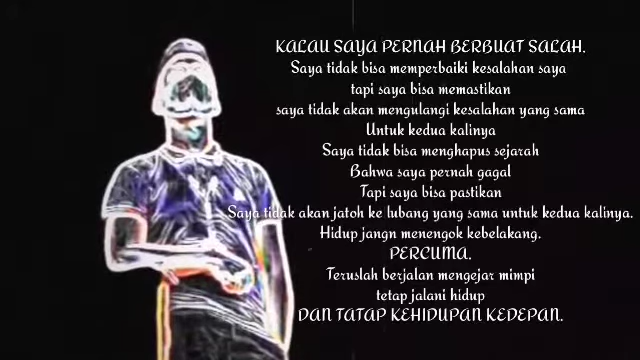 KALAU SAYA PERNAH BERBUAT SALAH.
Saya tidak bisa memperbaiki kesalahan saya
tapi saya bisa memastikan
saya tidak akan mengulangi kesalahan yang sama
Untuk kedua kalinya
Saya tidak bisa menghapus sejarah
Bahwa saya pernah gagal
Tapi saya bisa pastikan
Saya tidak akan jatoh ke lubang yang sama untuk kedua kalinya.
Hidup jangn menengok kebelakang.
PERCUMA.
Teruslah berjalan mengejar mimpi
tetap jalani hidup
DAN TATAP KEHIDUPAN KEDEPAN.